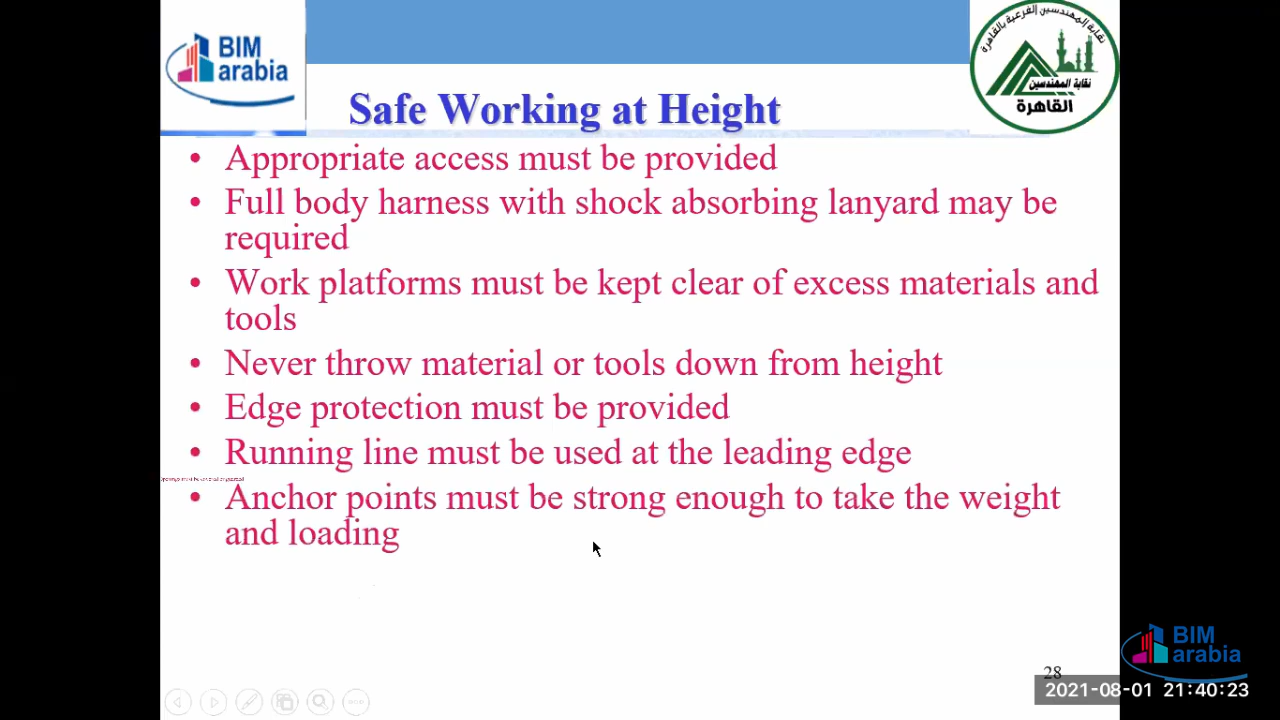 BIM
arabia
نقابة المهندسين الفرعية بالقاهرة
نقابة المهندسين
القاهرة
Safe Working at Height
• Appropriate access must be provided
• Full body harness with shock absorbing lanyard may be
required
• Work platforms must be kept clear of excess materials and
tools
• Never throw material or tools down from height
• Edge protection must be provided
• Running line must be used at the leading edge
• Anchor points must be strong enough to take the weight
and loading
28
BIM
arabia
2021-08-01 21:40:23